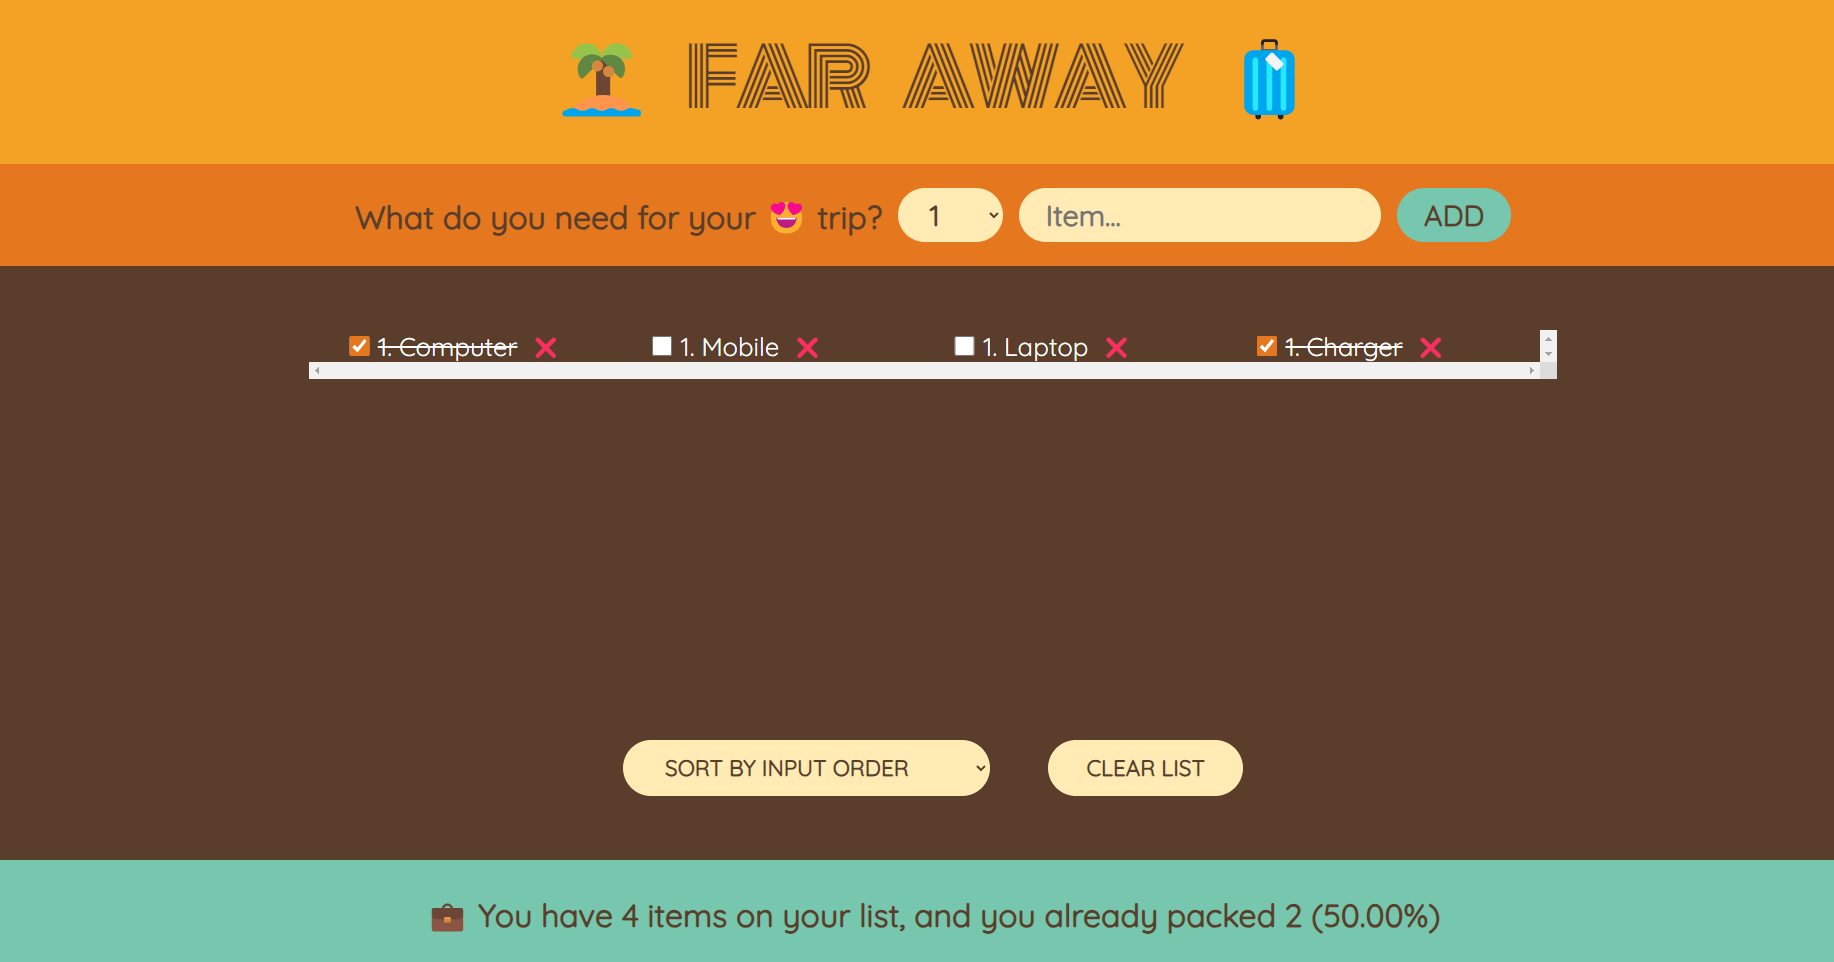 FAR AWAY
What do you need for your 😍 trip? 1 Item... ADD
1. Computer ❌ 1. Mobile ❌ 1. Laptop ❌ 1. Charger ❌
SORT BY INPUT ORDER CLEAR LIST
💼 You have 4 items on your list, and you already packed 2 (50.00%)